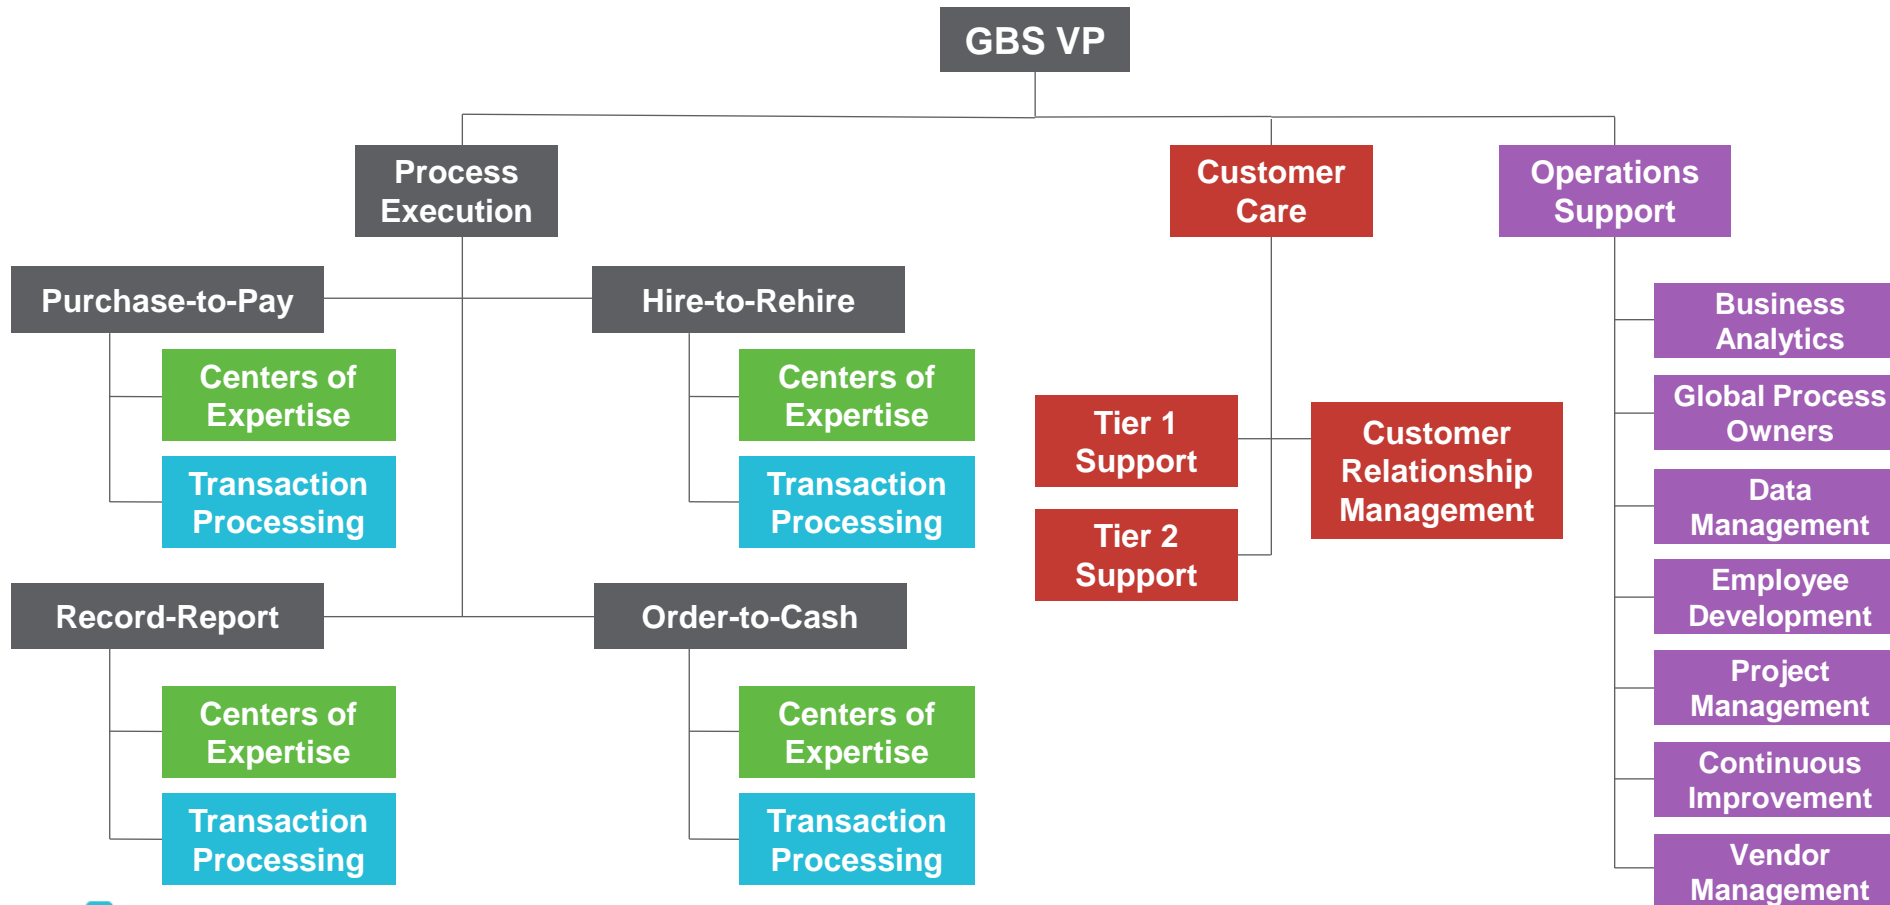 GBS VP
Process
Execution
Customer
Care
Operations
Support
Purchase-to-Pay
Centers of
Expertise
Transaction
Processing
Hire-to-Rehire
Centers of
Expertise
Transaction
Processing
Record-Report
Centers of
Expertise
Transaction
Processing
Order-to-Cash
Centers of
Expertise
Transaction
Processing
Tier 1
Support
Tier 2
Support
Customer
Relationship
Management
Business
Analytics
Global Process
Owners
Data
Management
Employee
Development
Project
Management
Continuous
Improvement
Vendor
Management